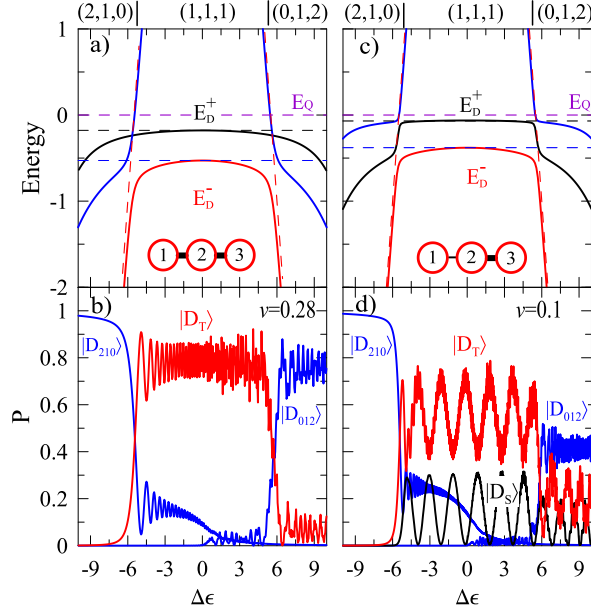 (2,1,0) (1,1,1) (0,1,2) (2,1,0) (1,1,1) (0,1,2)
1 a) c)
0 E_D^+ E_Q E_D^+ E_Q
Energy
-1 E_D^- E_D^-
1 2 3 1 2 3
-2
1 b) ν=0.28 d) ν=0.1
|D_T⟩ |D_T⟩
0.8 |D_210⟩ |D_210⟩
0.6
P
|D_012⟩ |D_012⟩
0.4
|D_S⟩
0.2
0
-9 -6 -3 0 3 6 9 -9 -6 -3 0 3 6 9
Δϵ Δϵ